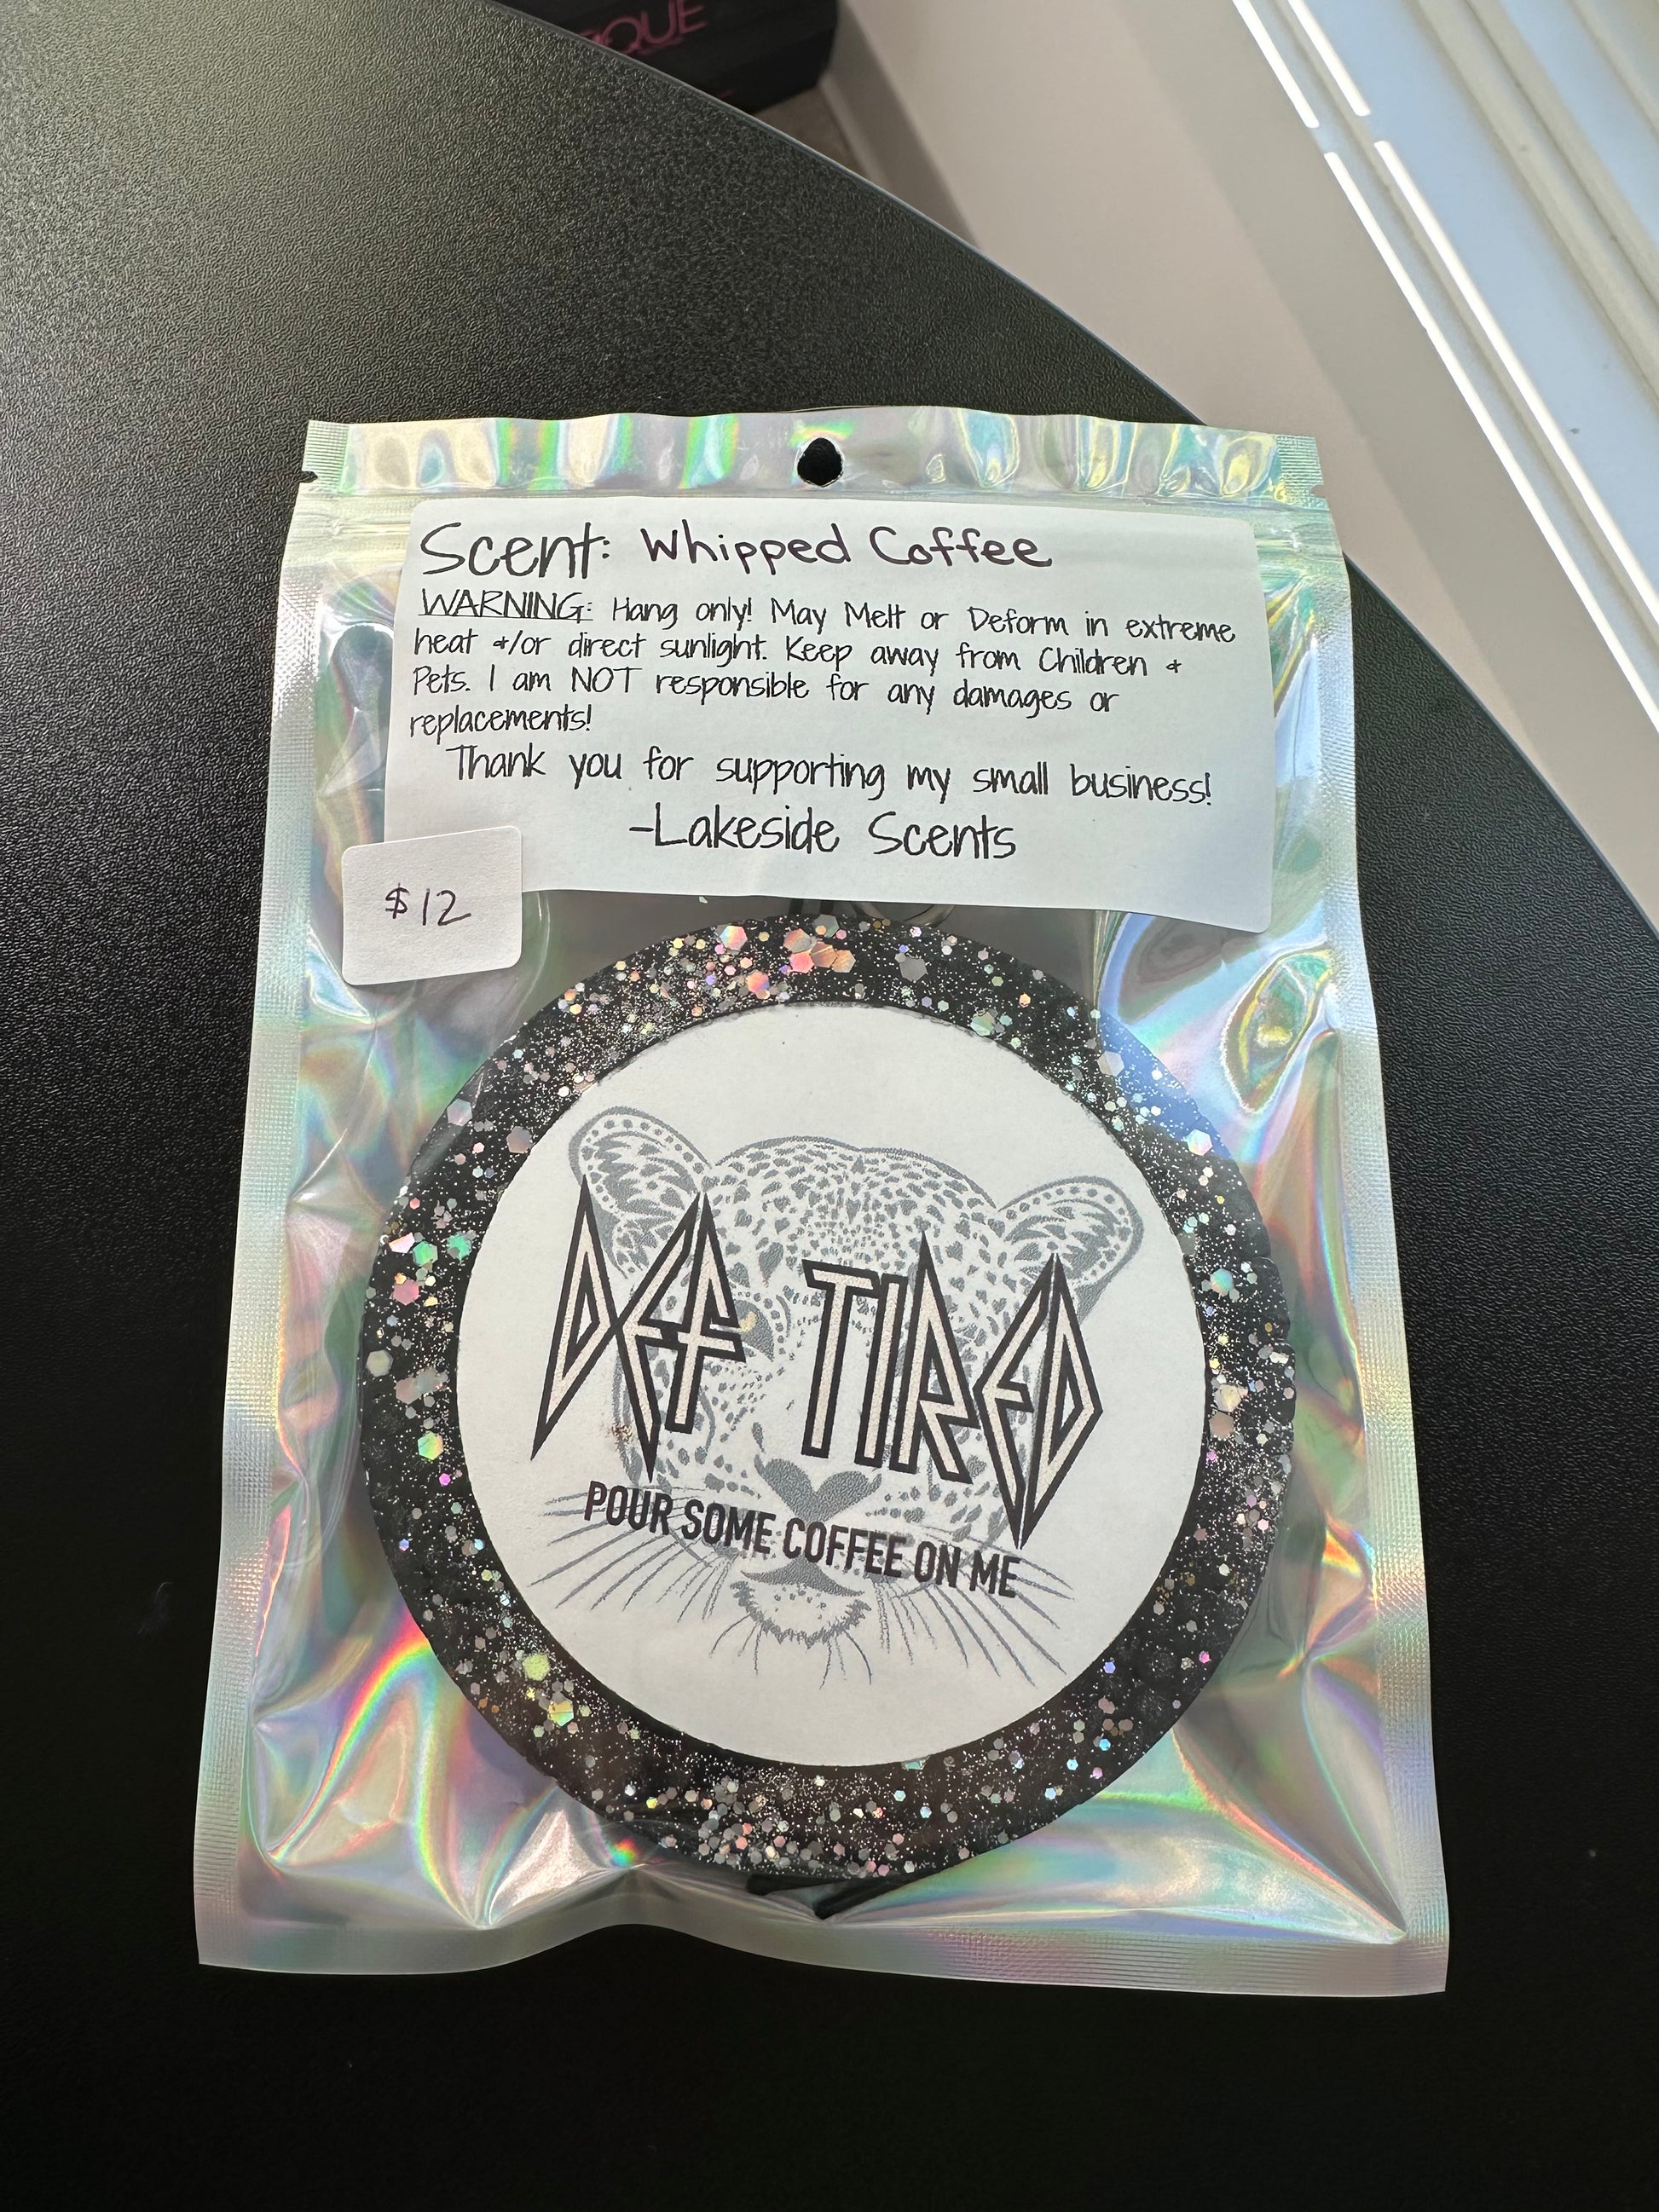 Scent: Whipped Coffee
WARNING: Hang only! May Melt or Deform in extreme
heat +/or direct sunlight. Keep away from Children +
Pets. I am NOT responsible for any damages or
replacements!
Thank you for supporting my small business!
-Lakeside Scents
$12
DEF TIRED
POUR SOME COFFEE ON ME